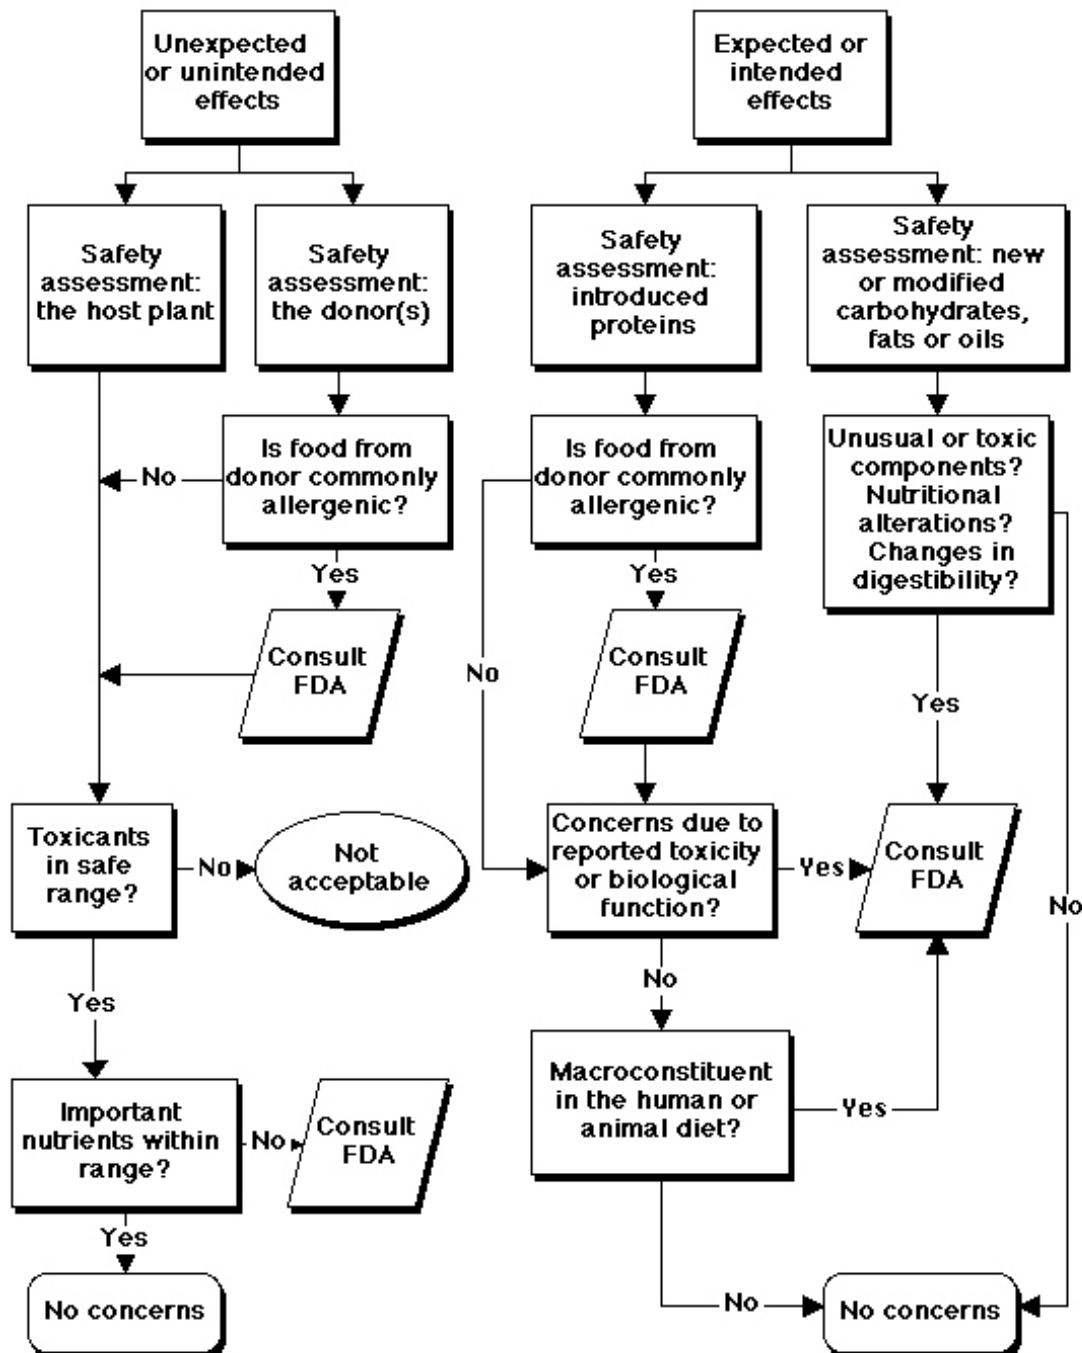 Unexpected
or unintended
effects
Expected or
intended
effects
Safety
assessment:
the host plant
Safety
assessment:
the donor(s)
Safety
assessment:
introduced
proteins
Safety
assessment: new
or modified
carbohydrates,
fats or oils
Is food from
donor commonly
allergenic?
No
Yes
Is food from
donor commonly
allergenic?
Yes
No
Unusual or toxic
components?
Nutritional
alterations?
Changes in
digestibility?
Yes
No
Consult
FDA
Consult
FDA
Toxicants
in safe
range?
No
Not
acceptable
Concerns due to
reported toxicity
or biological
function?
Yes
Consult
FDA
Yes
No
Important
nutrients within
range?
No
Consult
FDA
Macroconstituent
in the human or
animal diet?
Yes
Yes
No concerns
No
No concerns